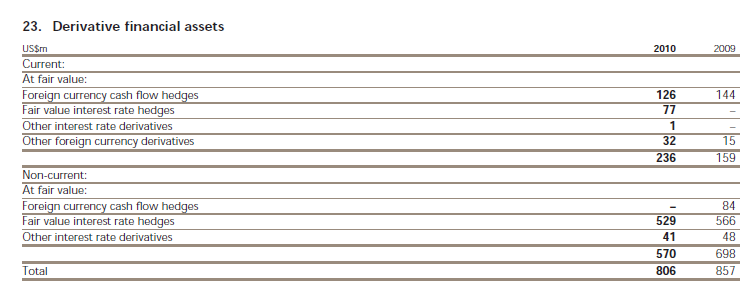 23. Derivative financial assets
US$m 2010 2009
Current:
At fair value:
Foreign currency cash flow hedges 126 144
Fair value interest rate hedges 77 –
Other interest rate derivatives 1 –
Other foreign currency derivatives 32 15
236 159
Non-current:
At fair value:
Foreign currency cash flow hedges – 84
Fair value interest rate hedges 529 566
Other interest rate derivatives 41 48
570 698
Total 806 857